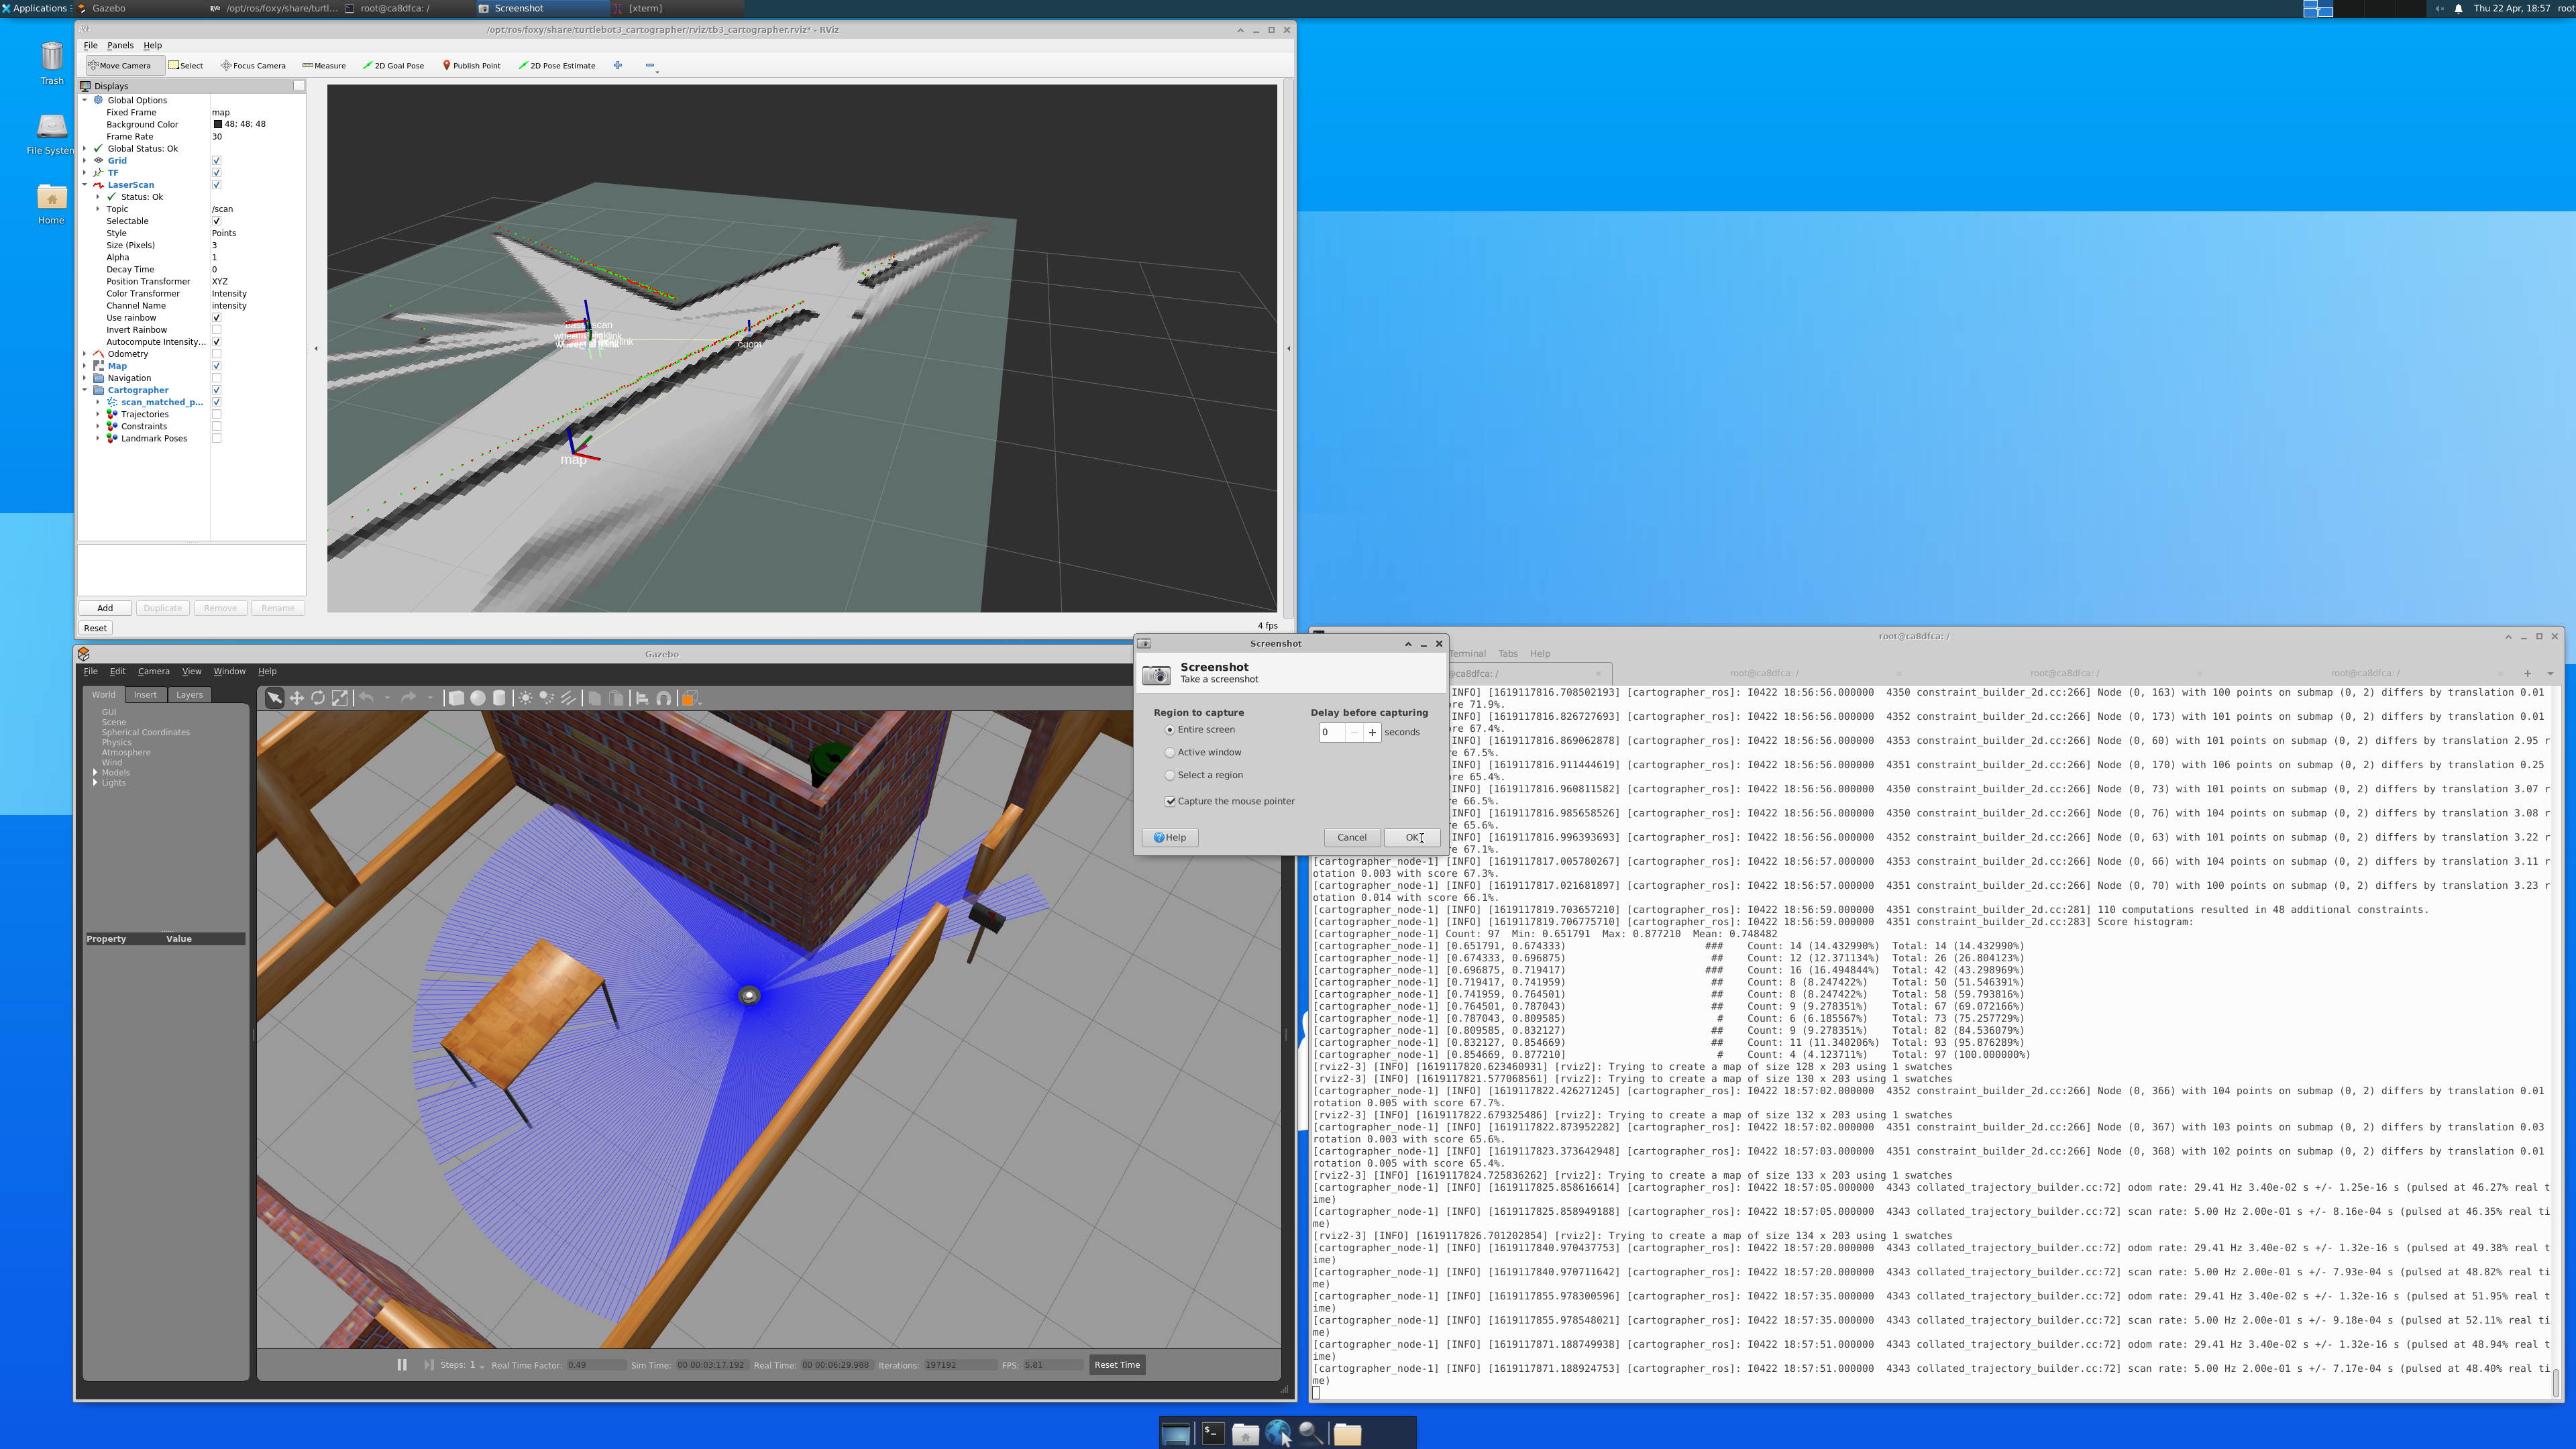 Applications
Gazebo
/opt/ros/foxy/share/turtl...
root@ca8dfca: /
Screenshot
[xterm]
Thu 22 Apr, 18:57
root
Trash
File System
Home
/opt/ros/foxy/share/turtlebot3_cartographer/rviz/tb3_cartographer.rviz* - RViz
File Panels Help
Move Camera Select Focus Camera Measure 2D Goal Pose Publish Point 2D Pose Estimate
Displays
Global Options
Fixed Frame map
Background Color 48; 48; 48
Frame Rate 30
Global Status: Ok
Grid
TF
LaserScan
Status: Ok
Topic /scan
Selectable
Style Points
Size (Pixels) 3
Alpha 1
Decay Time 0
Position Transformer XYZ
Color Transformer Intensity
Channel Name intensity
Use rainbow
Invert Rainbow
Autocompute Intensity...
Odometry
Map
Navigation
Cartographer
scan_matched_p...
Trajectories
Constraints
Landmark Poses
Add Duplicate Remove Rename
Reset
4 fps
map
Gazebo
File Edit Camera View Window Help
World Insert Layers
GUI
Scene
Spherical Coordinates
Physics
Atmosphere
Wind
Models
Lights
Property Value
Steps: 1 Real Time Factor: 0.49 Sim Time: 00 00:03:17.192 Real Time: 00 00:06:29.988 Iterations: 197192 FPS: 5.81 Reset Time
Screenshot
Screenshot
Take a screenshot
Region to capture
Entire screen
Active window
Select a region
Capture the mouse pointer
Delay before capturing
0 seconds
Help Cancel OK
root@ca8dfca: /
Terminal Tabs Help
@ca8dfca: / root@ca8dfca: / root@ca8dfca: / root@ca8dfca: /
INFO] [1619117816.708502193] [cartographer_ros]: I0422 18:56:56.000000 4350 constraint_builder_2d.cc:266] Node (0, 163) with 100 points on submap (0, 2) differs by translation 0.01
re 71.9%.
INFO] [1619117816.826727693] [cartographer_ros]: I0422 18:56:56.000000 4352 constraint_builder_2d.cc:266] Node (0, 173) with 101 points on submap (0, 2) differs by translation 0.01
re 67.4%.
INFO] [1619117816.869062878] [cartographer_ros]: I0422 18:56:56.000000 4353 constraint_builder_2d.cc:266] Node (0, 60) with 101 points on submap (0, 2) differs by translation 2.95 r
re 67.5%.
INFO] [1619117816.911444619] [cartographer_ros]: I0422 18:56:56.000000 4351 constraint_builder_2d.cc:266] Node (0, 170) with 106 points on submap (0, 2) differs by translation 0.25
re 65.4%.
INFO] [1619117816.960811582] [cartographer_ros]: I0422 18:56:56.000000 4350 constraint_builder_2d.cc:266] Node (0, 73) with 101 points on submap (0, 2) differs by translation 3.07 r
e 66.5%.
INFO] [1619117816.985658526] [cartographer_ros]: I0422 18:56:56.000000 4350 constraint_builder_2d.cc:266] Node (0, 76) with 104 points on submap (0, 2) differs by translation 3.08 r
re 65.6%.
INFO] [1619117816.996393693] [cartographer_ros]: I0422 18:56:56.000000 4352 constraint_builder_2d.cc:266] Node (0, 63) with 101 points on submap (0, 2) differs by translation 3.22 r
re 67.1%.
[cartographer_node-1] [INFO] [1619117817.005780267] [cartographer_ros]: I0422 18:56:57.000000 4353 constraint_builder_2d.cc:266] Node (0, 66) with 104 points on submap (0, 2) differs by translation 3.11 r
otation 0.003 with score 67.3%.
[cartographer_node-1] [INFO] [1619117817.021681897] [cartographer_ros]: I0422 18:56:57.000000 4351 constraint_builder_2d.cc:266] Node (0, 70) with 100 points on submap (0, 2) differs by translation 3.23 r
otation 0.014 with score 66.1%.
[cartographer_node-1] [INFO] [1619117819.703657210] [cartographer_ros]: I0422 18:56:59.000000 4351 constraint_builder_2d.cc:281] 110 computations resulted in 48 additional constraints.
[cartographer_node-1] [INFO] [1619117819.706775710] [cartographer_ros]: I0422 18:56:59.000000 4351 constraint_builder_2d.cc:283] Score histogram:
[cartographer_node-1] Count: 97 Min: 0.651791 Max: 0.877210 Mean: 0.748482
[cartographer_node-1] [0.651791, 0.674333) ### Count: 14 (14.432990%) Total: 14 (14.432990%)
[cartographer_node-1] [0.674333, 0.696875) ## Count: 12 (12.371134%) Total: 26 (26.804123%)
[cartographer_node-1] [0.696875, 0.719417) ### Count: 16 (16.494844%) Total: 42 (43.298969%)
[cartographer_node-1] [0.719417, 0.741959) ## Count: 8 (8.247422%) Total: 50 (51.546391%)
[cartographer_node-1] [0.741959, 0.764501) ## Count: 8 (8.247422%) Total: 58 (59.793816%)
[cartographer_node-1] [0.764501, 0.787043) ## Count: 9 (9.278351%) Total: 67 (69.072166%)
[cartographer_node-1] [0.787043, 0.809585) # Count: 6 (6.185567%) Total: 73 (75.257729%)
[cartographer_node-1] [0.809585, 0.832127) ## Count: 9 (9.278351%) Total: 82 (84.536079%)
[cartographer_node-1] [0.832127, 0.854669) ## Count: 11 (11.340206%) Total: 93 (95.876289%)
[cartographer_node-1] [0.854669, 0.877210] # Count: 4 (4.123711%) Total: 97 (100.000000%)
[rviz2-3] [INFO] [1619117820.623460931] [rviz2]: Trying to create a map of size 128 x 203 using 1 swatches
[rviz2-3] [INFO] [1619117821.577068561] [rviz2]: Trying to create a map of size 130 x 203 using 1 swatches
[cartographer_node-1] [INFO] [1619117822.426271245] [cartographer_ros]: I0422 18:57:02.000000 4352 constraint_builder_2d.cc:266] Node (0, 366) with 104 points on submap (0, 2) differs by translation 0.01
rotation 0.005 with score 67.7%.
[rviz2-3] [INFO] [1619117822.679325486] [rviz2]: Trying to create a map of size 132 x 203 using 1 swatches
[cartographer_node-1] [INFO] [1619117822.873952282] [cartographer_ros]: I0422 18:57:02.000000 4351 constraint_builder_2d.cc:266] Node (0, 367) with 103 points on submap (0, 2) differs by translation 0.03
rotation 0.003 with score 65.6%.
[cartographer_node-1] [INFO] [1619117823.373642948] [cartographer_ros]: I0422 18:57:03.000000 4351 constraint_builder_2d.cc:266] Node (0, 368) with 102 points on submap (0, 2) differs by translation 0.01
rotation 0.005 with score 65.4%.
[rviz2-3] [INFO] [1619117824.725836262] [rviz2]: Trying to create a map of size 133 x 203 using 1 swatches
[cartographer_node-1] [INFO] [1619117825.858616614] [cartographer_ros]: I0422 18:57:05.000000 4343 collated_trajectory_builder.cc:72] odom rate: 29.41 Hz 3.40e-02 s +/- 1.25e-16 s (pulsed at 46.27% real t
ime)
[cartographer_node-1] [INFO] [1619117825.858949188] [cartographer_ros]: I0422 18:57:05.000000 4343 collated_trajectory_builder.cc:72] scan rate: 5.00 Hz 2.00e-01 s +/- 8.16e-04 s (pulsed at 46.35% real ti
me)
[rviz2-3] [INFO] [1619117826.701202854] [rviz2]: Trying to create a map of size 134 x 203 using 1 swatches
[cartographer_node-1] [INFO] [1619117840.970437753] [cartographer_ros]: I0422 18:57:20.000000 4343 collated_trajectory_builder.cc:72] odom rate: 29.41 Hz 3.40e-02 s +/- 1.32e-16 s (pulsed at 49.38% real t
ime)
[cartographer_node-1] [INFO] [1619117840.970711642] [cartographer_ros]: I0422 18:57:20.000000 4343 collated_trajectory_builder.cc:72] scan rate: 5.00 Hz 2.00e-01 s +/- 7.93e-04 s (pulsed at 48.82% real ti
me)
[cartographer_node-1] [INFO] [1619117855.978300596] [cartographer_ros]: I0422 18:57:35.000000 4343 collated_trajectory_builder.cc:72] odom rate: 29.41 Hz 3.40e-02 s +/- 1.32e-16 s (pulsed at 51.95% real t
ime)
[cartographer_node-1] [INFO] [1619117855.978548021] [cartographer_ros]: I0422 18:57:35.000000 4343 collated_trajectory_builder.cc:72] scan rate: 5.00 Hz 2.00e-01 s +/- 9.18e-04 s (pulsed at 52.11% real ti
me)
[cartographer_node-1] [INFO] [1619117871.188749938] [cartographer_ros]: I0422 18:57:51.000000 4343 collated_trajectory_builder.cc:72] odom rate: 29.41 Hz 3.40e-02 s +/- 1.32e-16 s (pulsed at 48.94% real t
ime)
[cartographer_node-1] [INFO] [1619117871.188924753] [cartographer_ros]: I0422 18:57:51.000000 4343 collated_trajectory_builder.cc:72] scan rate: 5.00 Hz 2.00e-01 s +/- 7.17e-04 s (pulsed at 48.40% real ti
me)